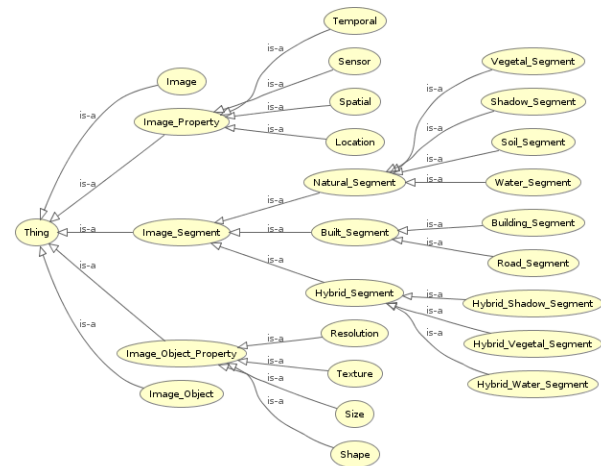 Temporal
is-a
Vegetal_Segment
Sensor
Image
is-a
Shadow_Segment
is-a
Spatial
Image_Property
is-a
is-a
is-a
Soil_Segment
is-a
Location
is-a
is-a
Natural_Segment
is-a
Water_Segment
is-a
Building_Segment
is-a
Thing
is-a
Image_Segment
is-a
Built_Segment
is-a
Road_Segment
is-a
is-a
Hybrid_Segment
is-a
Hybrid_Shadow_Segment
is-a
Resolution
is-a
is-a
Hybrid_Vegetal_Segment
Image_Object_Property
is-a
is-a
Texture
is-a
Hybrid_Water_Segment
Image_Object
is-a
Size
is-a
Shape